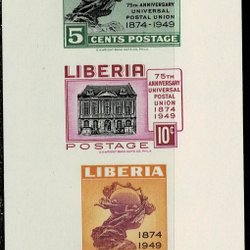 75TH ANNIVERSARY
UNIVERSAL
POSTAL UNION
1874-1949
5 CENTS POSTAGE
LIBERIA
75TH
ANNIVERSARY
UNIVERSAL
POSTAL
UNION
1874
1949
10¢
POSTAGE
LIBERIA
1874
1949